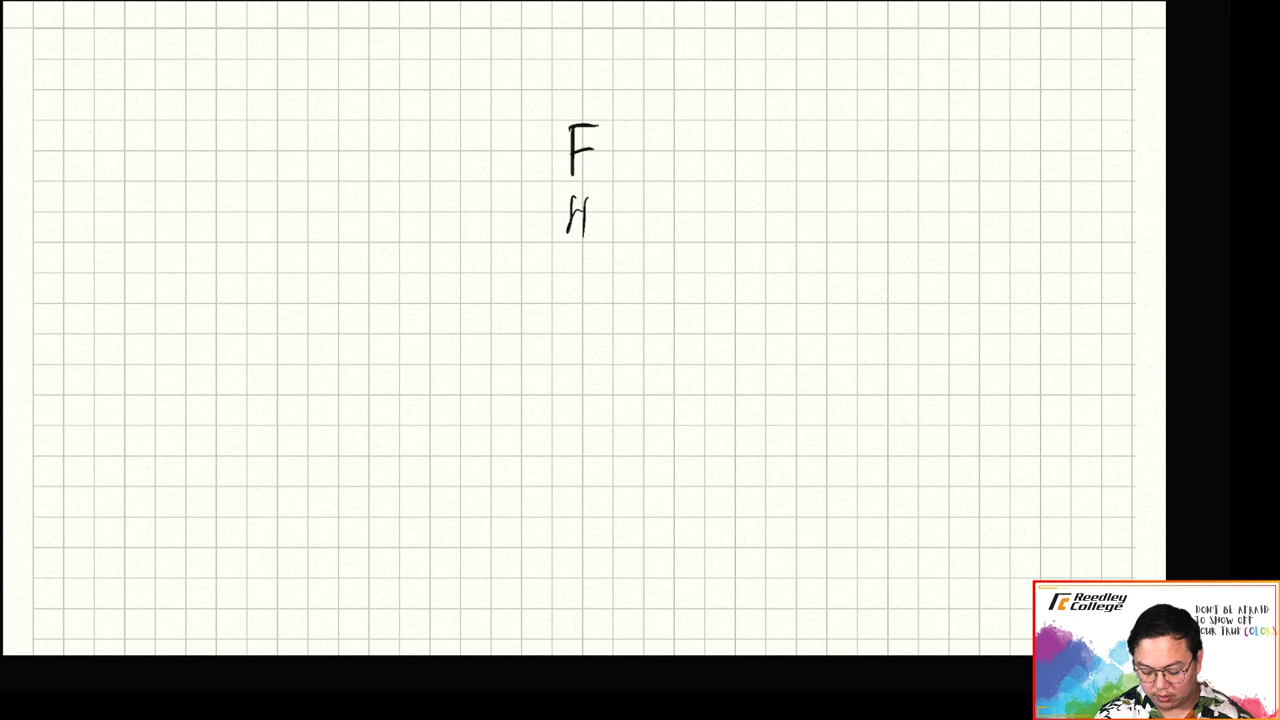 F
H
Reedley
College
DON'T BE AFRAID
TO SHOW OFF
YOUR TRUE COLORS